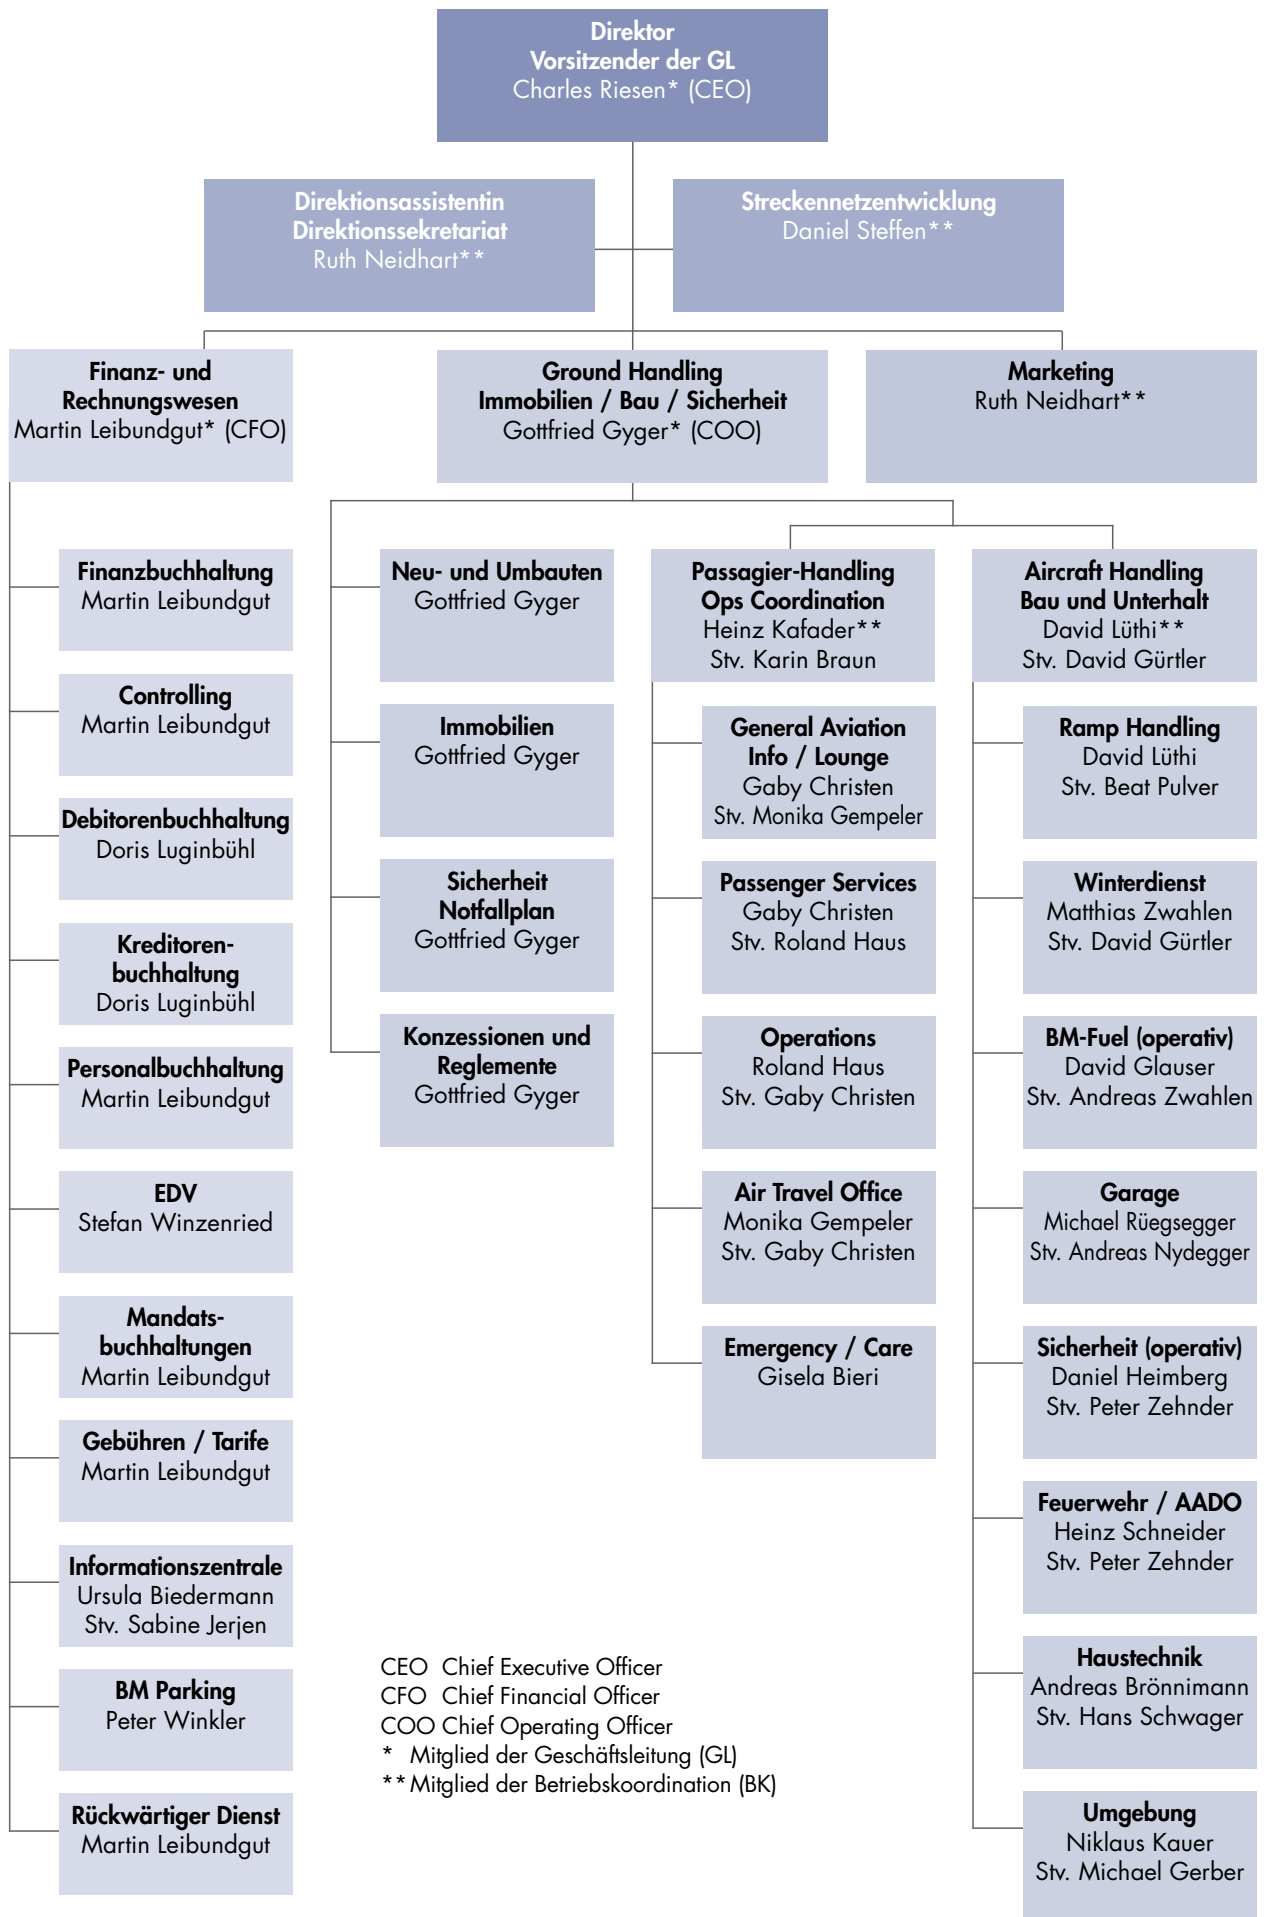 Direktor
Vorsitzender der GL
Charles Riesen* (CEO)
Direktionsassistentin
Direktionssekretariat
Ruth Neidhart**
Streckennetzentwicklung
Daniel Steffen**
Finanz- und
Rechnungswesen
Martin Leibundgut* (CFO)
Ground Handling
Immobilien / Bau / Sicherheit
Gottfried Gyger* (COO)
Marketing
Ruth Neidhart**
Finanzbuchhaltung
Martin Leibundgut
Controlling
Martin Leibundgut
Debitorenbuchhaltung
Doris Luginbühl
Kreditoren-
buchhaltung
Doris Luginbühl
Personalbuchhaltung
Martin Leibundgut
EDV
Stefan Winzenried
Mandats-
buchhaltungen
Martin Leibundgut
Gebühren / Tarife
Martin Leibundgut
Informationszentrale
Ursula Biedermann
Stv. Sabine Jerjen
BM Parking
Peter Winkler
Rückwärtiger Dienst
Martin Leibundgut
Neu- und Umbauten
Gottfried Gyger
Immobilien
Gottfried Gyger
Sicherheit
Notfallplan
Gottfried Gyger
Konzessionen und
Reglemente
Gottfried Gyger
Passagier-Handling
Ops Coordination
Heinz Kafader**
Stv. Karin Braun
General Aviation
Info / Lounge
Gaby Christen
Stv. Monika Gempeler
Passenger Services
Gaby Christen
Stv. Roland Haus
Operations
Roland Haus
Stv. Gaby Christen
Air Travel Office
Monika Gempeler
Stv. Gaby Christen
Emergency / Care
Gisela Bieri
Aircraft Handling
Bau und Unterhalt
David Lüthi**
Stv. David Gürtler
Ramp Handling
David Lüthi
Stv. Beat Pulver
Winterdienst
Matthias Zwahlen
Stv. David Gürtler
BM-Fuel (operativ)
David Glauser
Stv. Andreas Zwahlen
Garage
Michael Rüegsegger
Stv. Andreas Nydegger
Sicherheit (operativ)
Daniel Heimberg
Stv. Peter Zehnder
Feuerwehr / AADO
Heinz Schneider
Stv. Peter Zehnder
Haustechnik
Andreas Brönnimann
Stv. Hans Schwager
Umgebung
Niklaus Kauer
Stv. Michael Gerber
CEO Chief Executive Officer
CFO Chief Financial Officer
COO Chief Operating Officer
* Mitglied der Geschäftsleitung (GL)
** Mitglied der Betriebskoordination (BK)